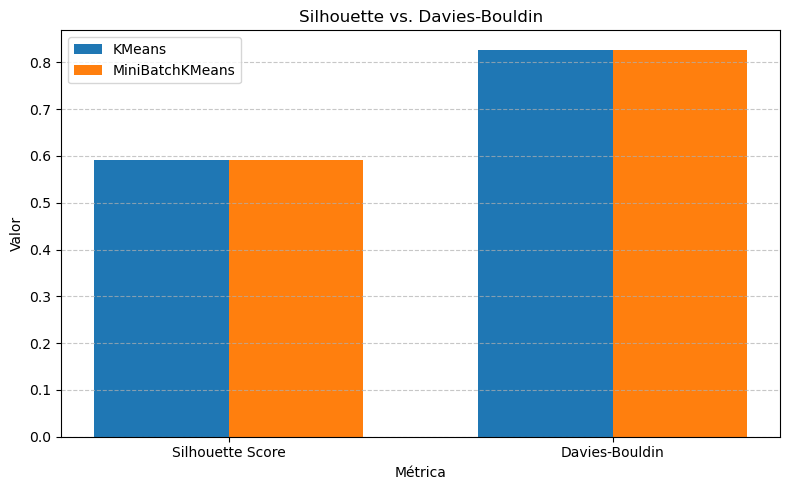 Silhouette vs. Davies-Bouldin
KMeans
MiniBatchKMeans
0.8
0.7
0.6
0.5
0.4
0.3
0.2
0.1
0.0
Valor
Silhouette Score
Davies-Bouldin
Métrica